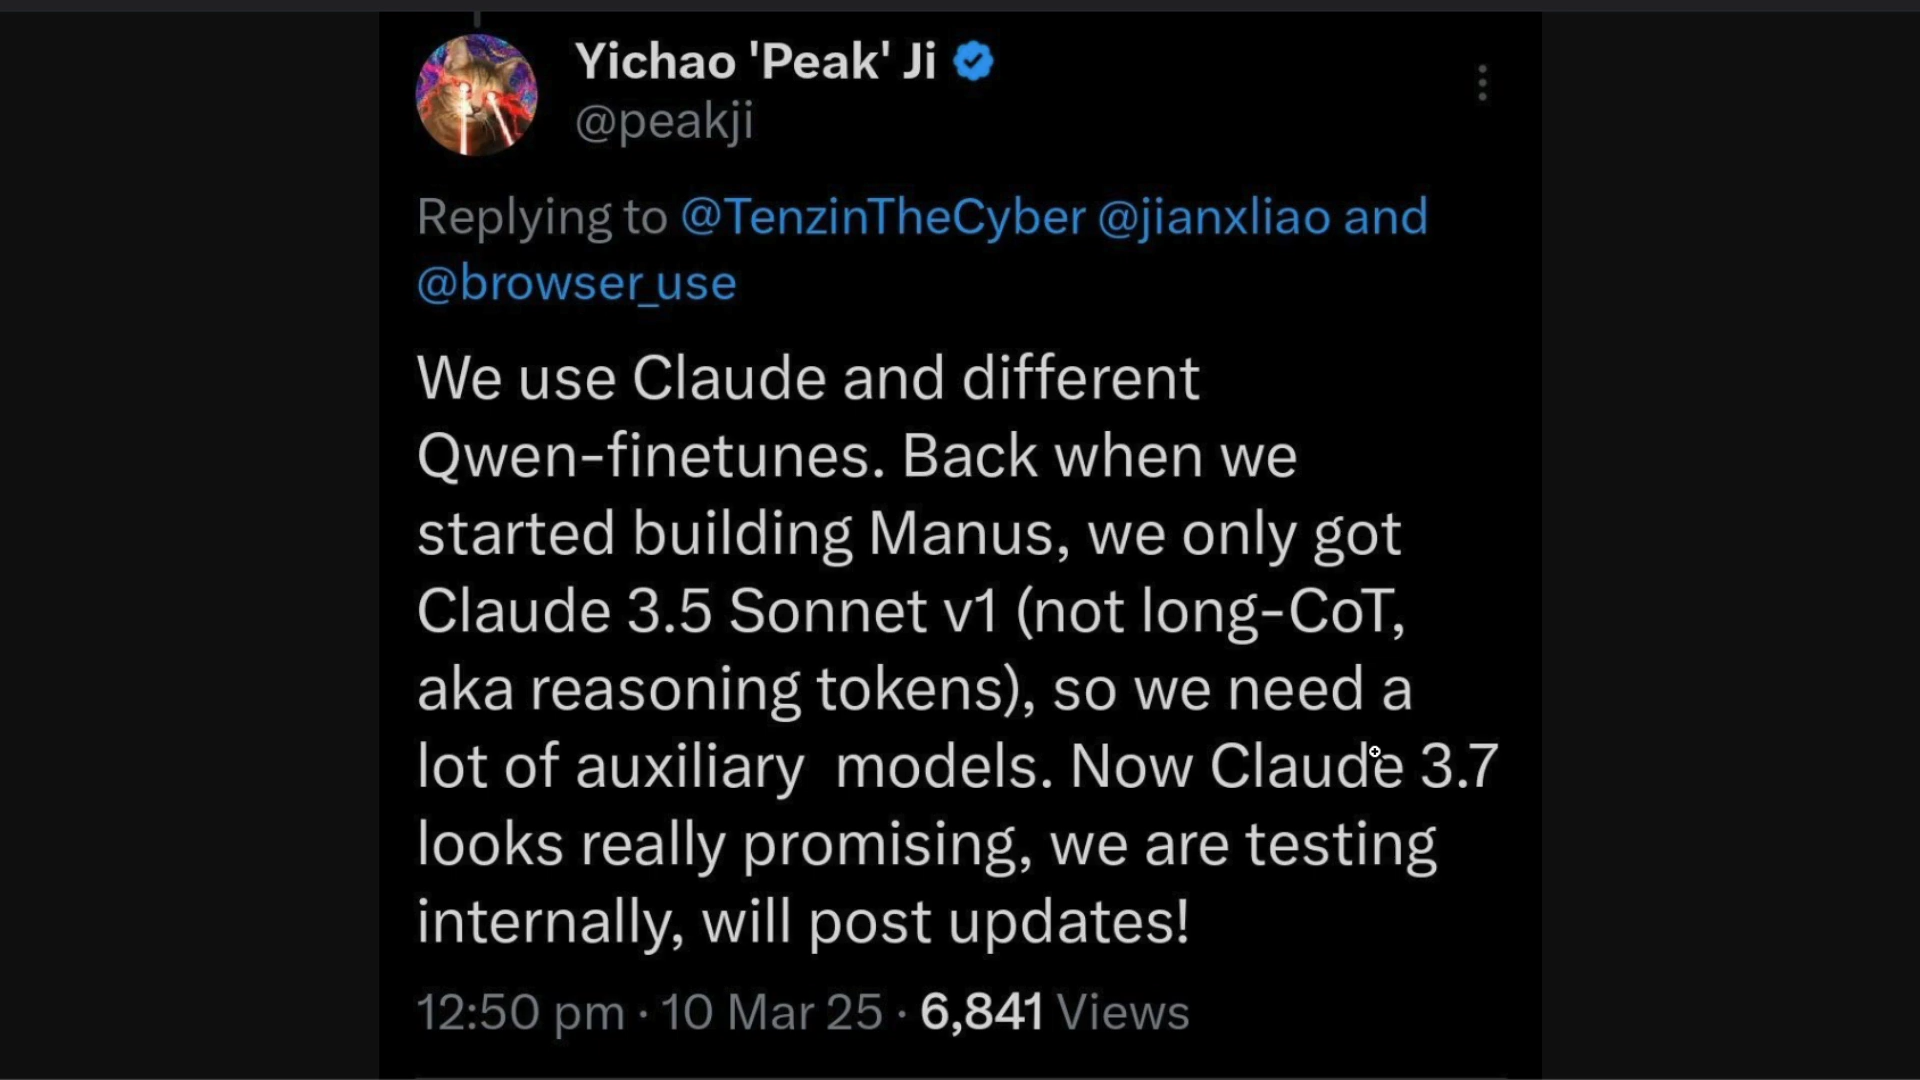 Yichao 'Peak' Ji
@peakji
Replying to @TenzinTheCyber @jianxliao and
@browser_use
We use Claude and different
Qwen-finetunes. Back when we
started building Manus, we only got
Claude 3.5 Sonnet v1 (not long-CoT,
aka reasoning tokens), so we need a
lot of auxiliary  models. Now Claude 3.7
looks really promising, we are testing
internally, will post updates!
12:50 pm · 10 Mar 25 · 6,841 Views